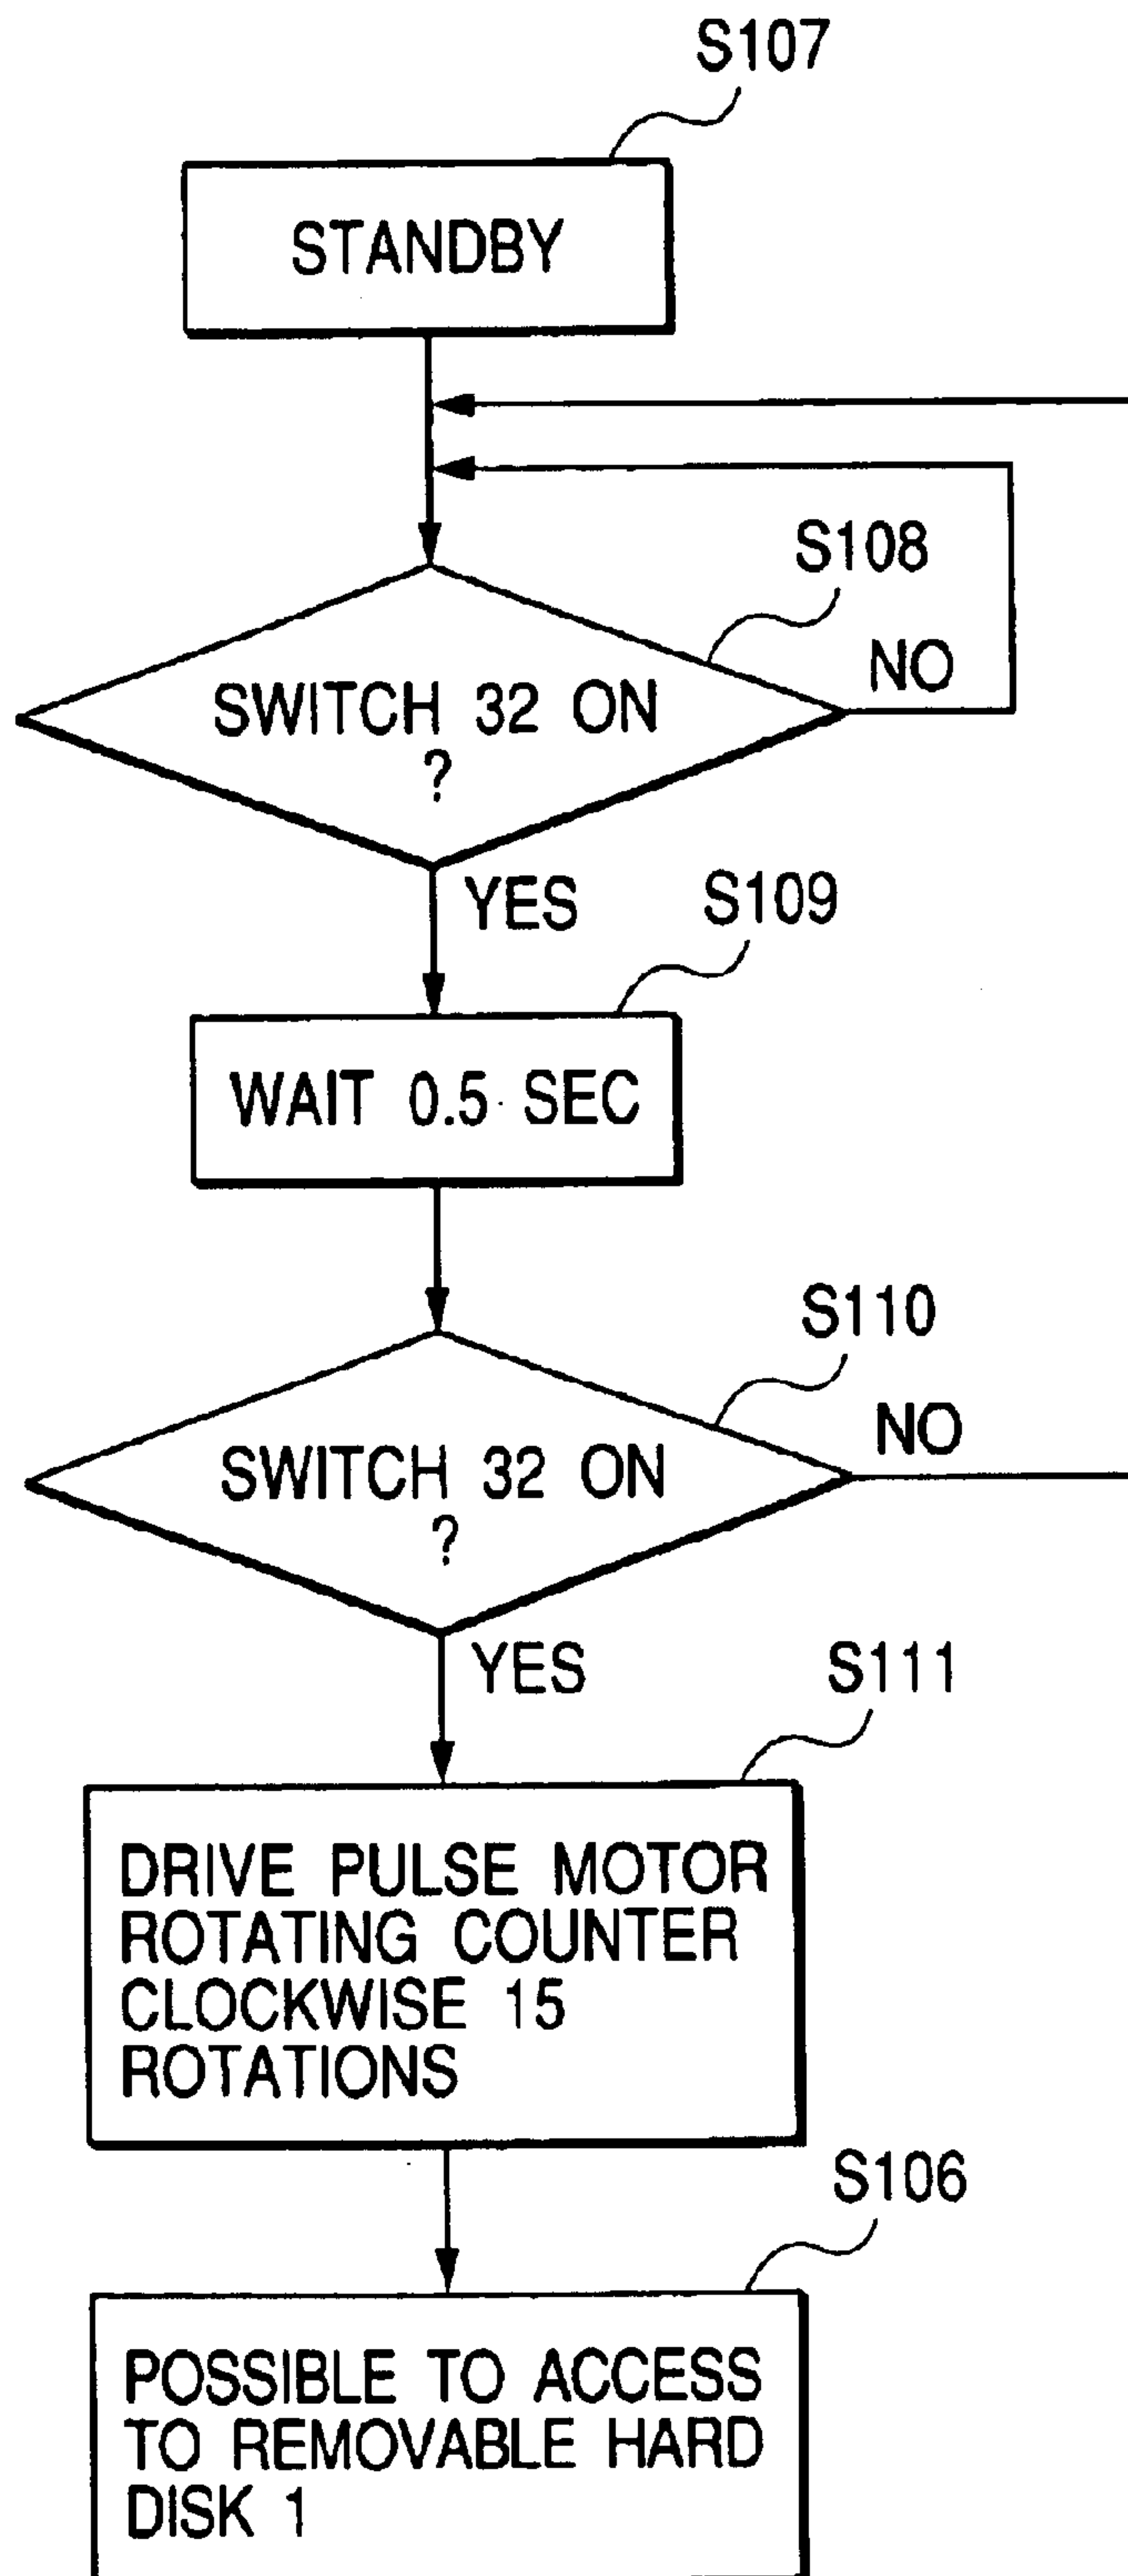 S107
STANDBY
S108
NO
SWITCH 32 ON
?
YES
S109
WAIT 0.5 SEC
S110
NO
SWITCH 32 ON
?
YES
S111
DRIVE PULSE MOTOR
ROTATING COUNTER
CLOCKWISE 15
ROTATIONS
S106
POSSIBLE TO ACCESS
TO REMOVABLE HARD
DISK 1